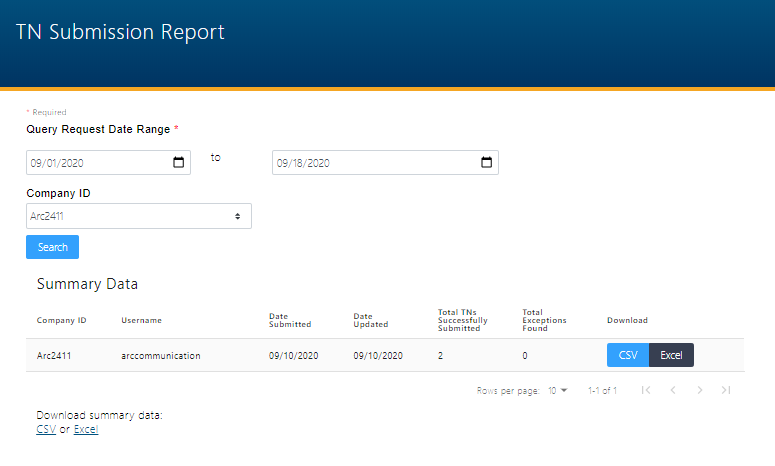 TN Submission Report
* Required
Query Request Date Range *
09/01/2020 to 09/18/2020
Company ID
Arc2411
Search
Summary Data
Company ID Username Date Submitted Date Updated Total TNs Successfully Submitted Total Exceptions Found Download
Arc2411 arccommunication 09/10/2020 09/10/2020 2 0 CSV Excel
Rows per page: 10 1-1 of 1
Download summary data:
CSV or Excel